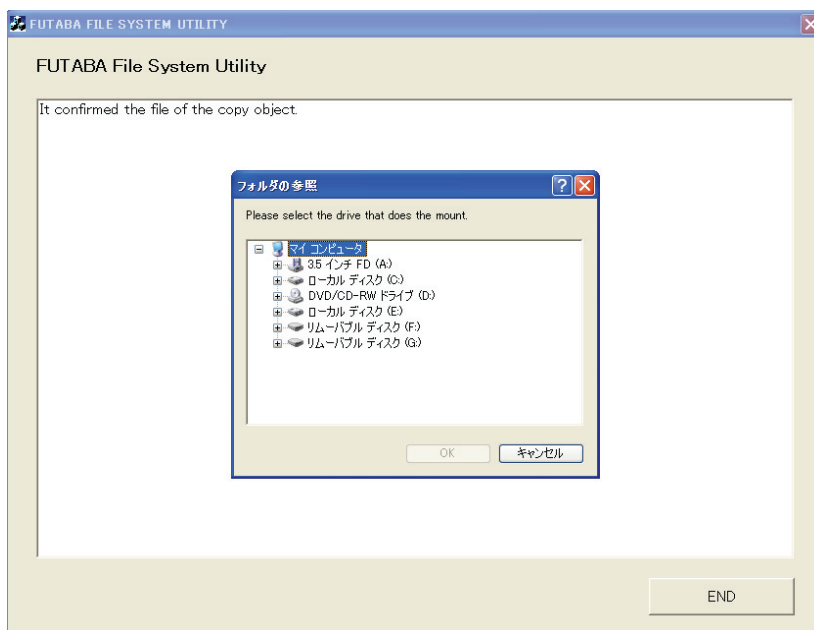 FUTABA FILE SYSTEM UTILITY
FUTABA File System Utility
It confirmed the file of the copy object.
フォルダの参照
Please select the drive that does the mount.
マイ コンピュータ
3.5 インチ FD (A:)
ローカル ディスク (C:)
DVD/CD-RW ドライブ (D:)
ローカル ディスク (E:)
リムーバブル ディスク (F:)
リムーバブル ディスク (G:)
OK
キャンセル
END